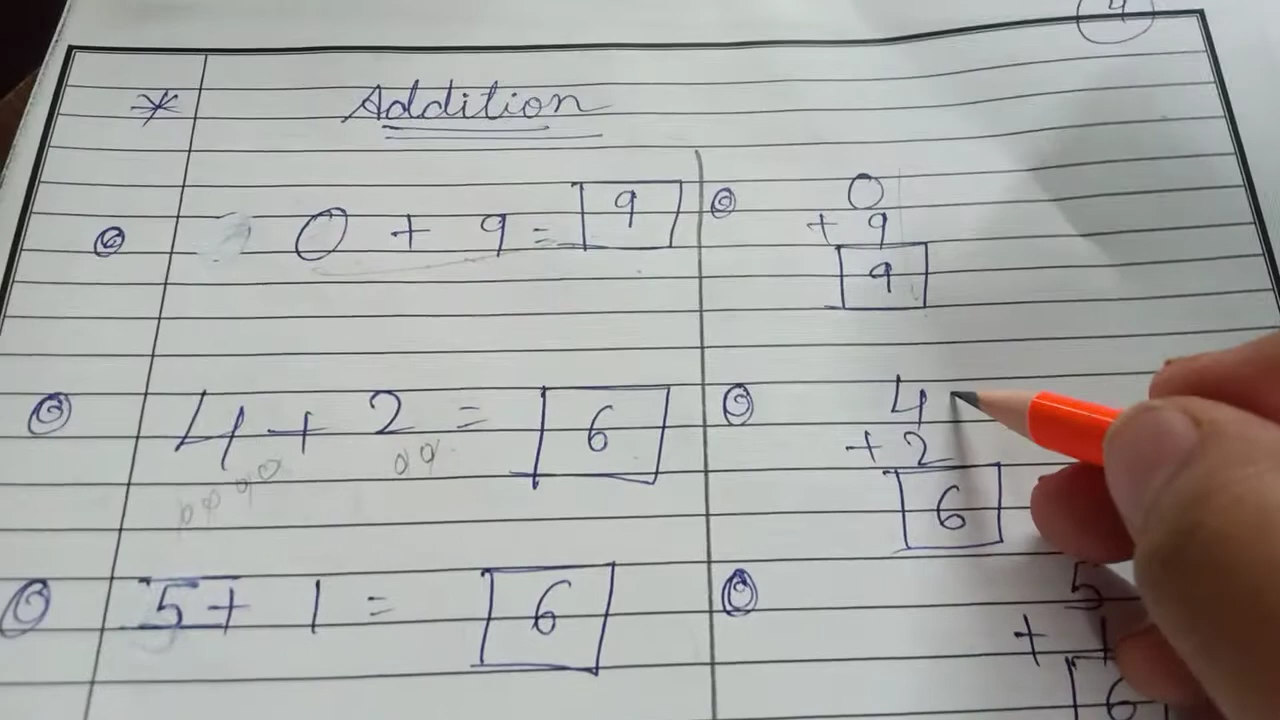 4
* Addition
0 + 9 = 9
0
+ 9
9
4 + 2 = 6
4
+ 2
6
5 + 1 = 6
5
+ 1
6